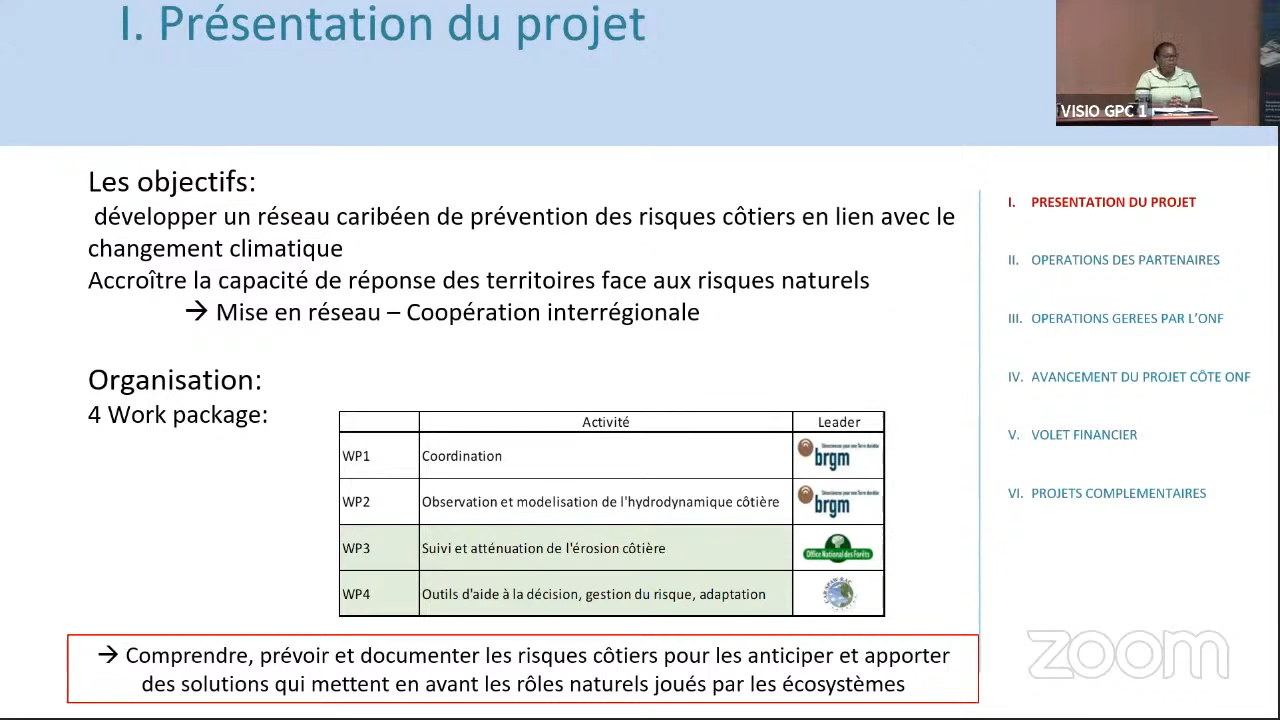 I. Présentation du projet
VISIO GPC 1
Les objectifs:
développer un réseau caribéen de prévention des risques côtiers en lien avec le
changement climatique
Accroître la capacité de réponse des territoires face aux risques naturels
→ Mise en réseau – Coopération interrégionale
Organisation:
4 Work package:
Activité Leader
WP1 Coordination brgm
WP2 Observation et modelisation de l'hydrodynamique côtière brgm
WP3 Suivi et atténuation de l'érosion côtière Office National des Forêts
WP4 Outils d'aide à la décision, gestion du risque, adaptation
→ Comprendre, prévoir et documenter les risques côtiers pour les anticiper et apporter
des solutions qui mettent en avant les rôles naturels joués par les écosystèmes
I. PRESENTATION DU PROJET
II. OPERATIONS DES PARTENAIRES
III. OPERATIONS GEREES PAR L'ONF
IV. AVANCEMENT DU PROJET CÔTE ONF
V. VOLET FINANCIER
VI. PROJETS COMPLEMENTAIRES
zoom